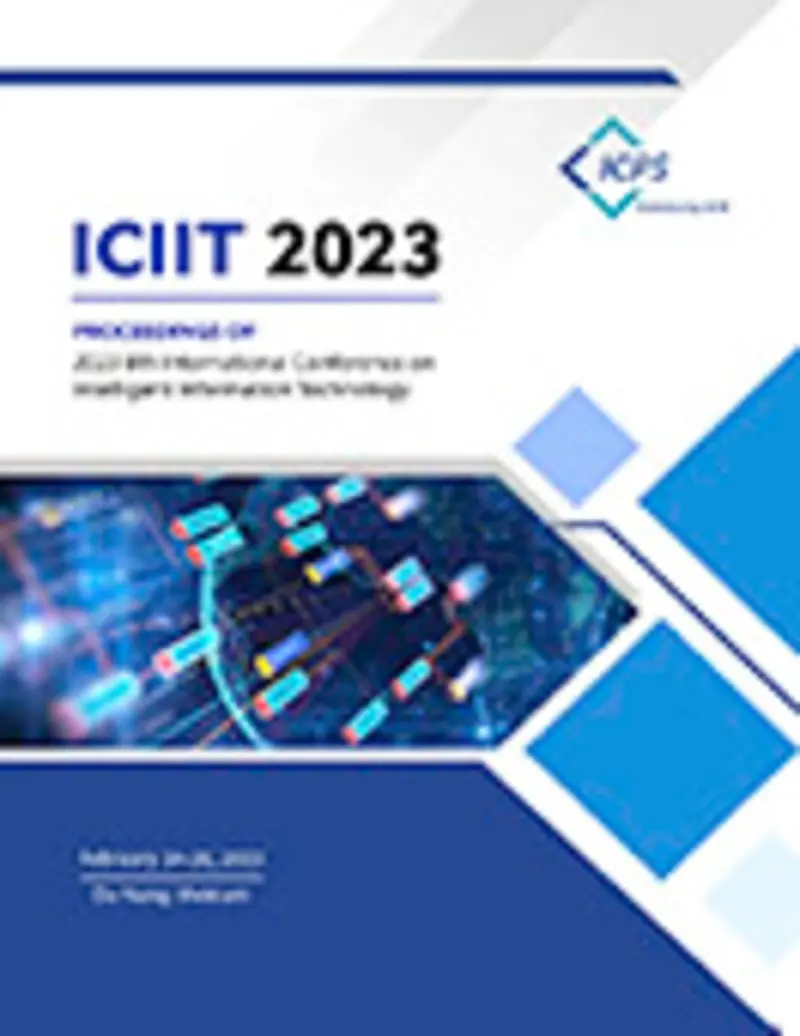 ICPS
ICIIT 2023
PROCEEDINGS OF
2023 8th International Conference on
Intelligent Information Technology
February 24-26, 2023
Da Nang, Vietnam